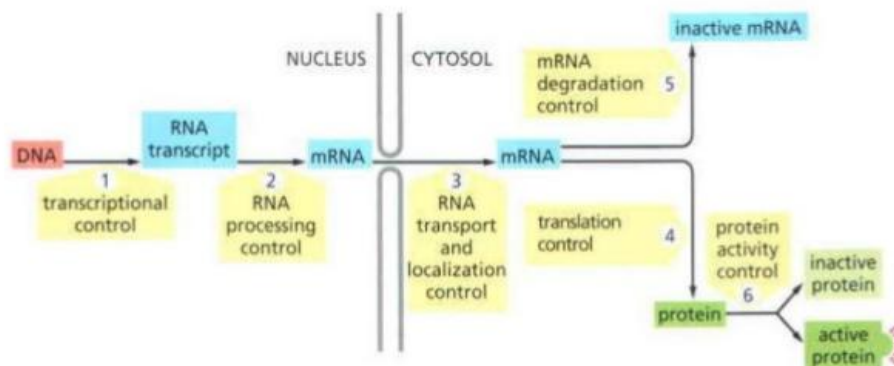 NUCLEUS
CYTOSOL
DNA
RNA
transcript
mRNA
mRNA
inactive mRNA
1
transcriptional
control
2
RNA
processing
control
3
RNA
transport
and
localization
control
mRNA
degradation
control
5
translation
control
4
protein
activity
control
6
protein
inactive
protein
active
protein